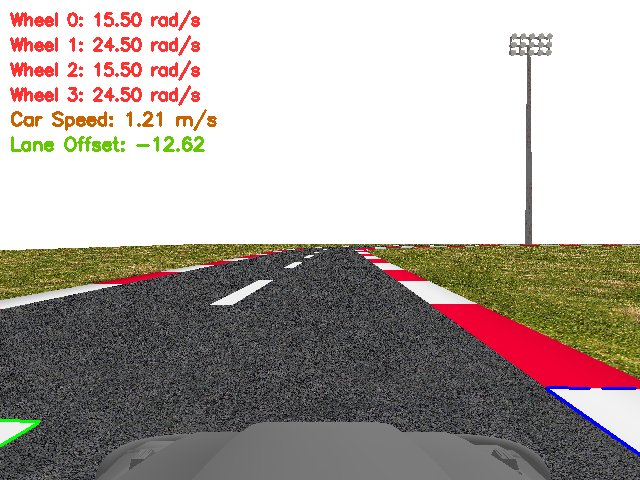 Wheel 0: 15.50 rad/s
Wheel 1: 24.50 rad/s
Wheel 2: 15.50 rad/s
Wheel 3: 24.50 rad/s
Car Speed: 1.21 m/s
Lane Offset: -12.62